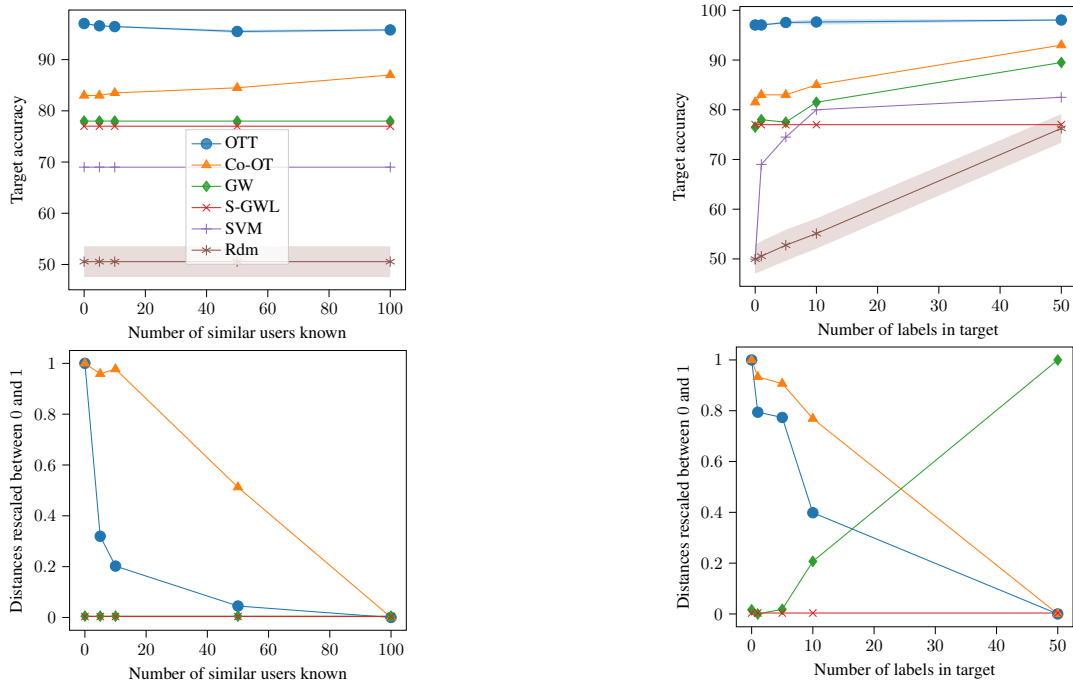 Target accuracy
90
80
70
60
50
OTT
Co-OT
GW
S-GWL
SVM
Rdm
0 20 40 60 80 100
Number of similar users known
Target accuracy
100
90
80
70
60
50
0 10 20 30 40 50
Number of labels in target
Distances rescaled between 0 and 1
1
0.8
0.6
0.4
0.2
0
0 20 40 60 80 100
Number of similar users known
Distances rescaled between 0 and 1
1
0.8
0.6
0.4
0.2
0
0 10 20 30 40 50
Number of labels in target